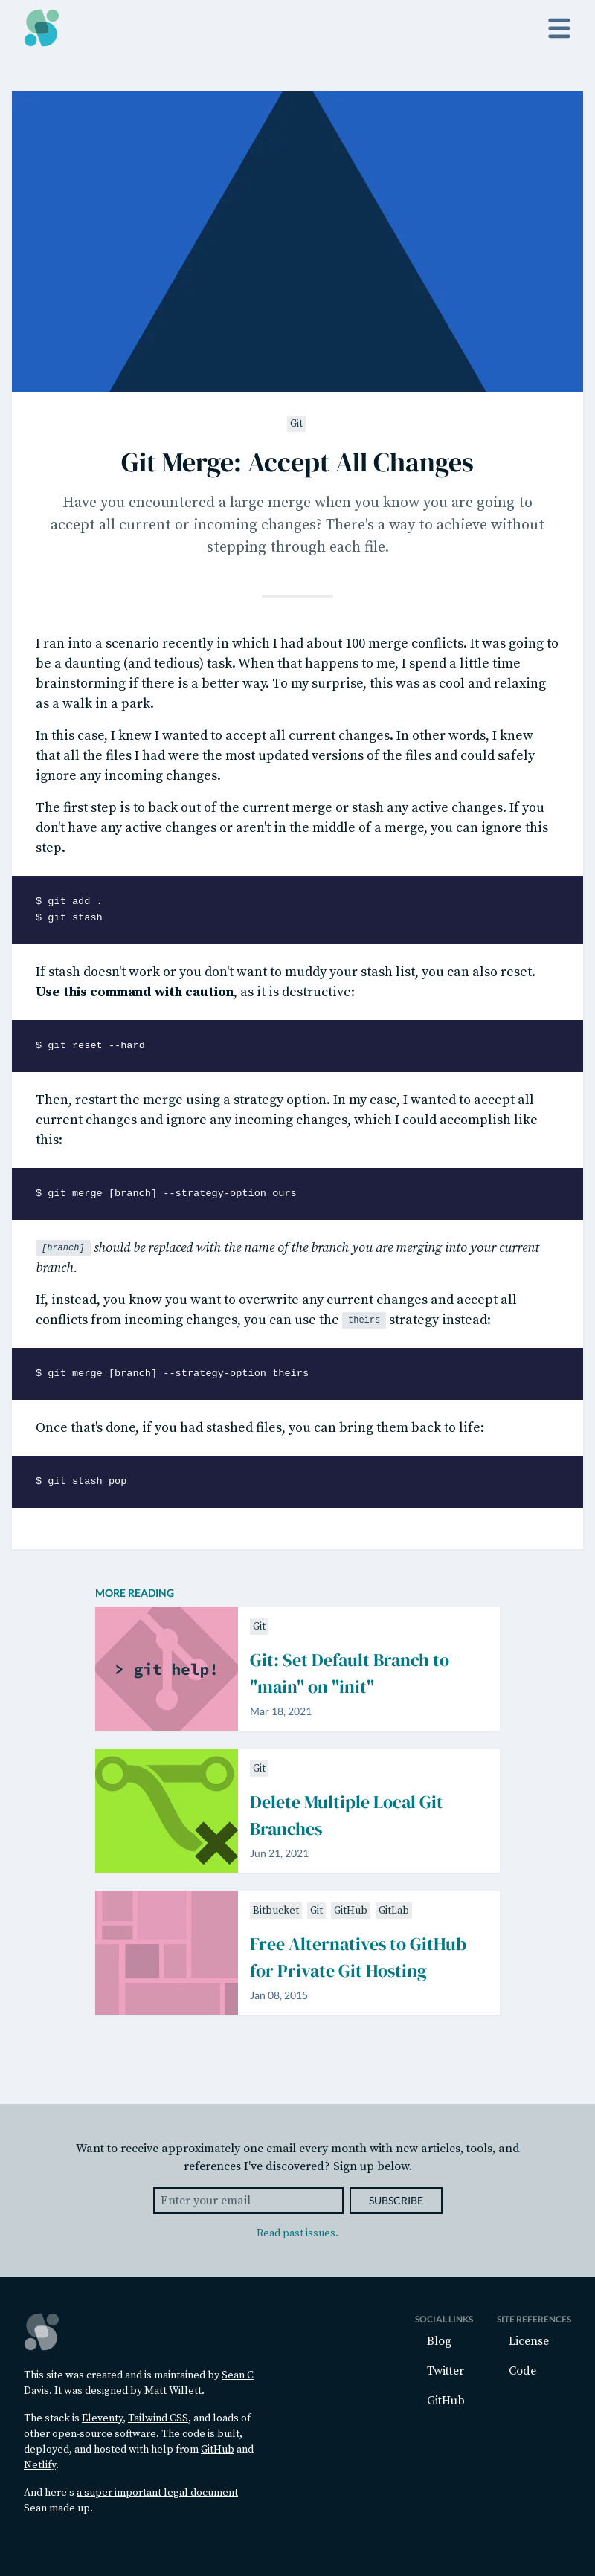 Git
Git Merge: Accept All Changes
Have you encountered a large merge when you know you are going to
accept all current or incoming changes? There's a way to achieve without
stepping through each file.
I ran into a scenario recently in which I had about 100 merge conflicts. It was going to
be a daunting (and tedious) task. When that happens to me, I spend a little time
brainstorming if there is a better way. To my surprise, this was as cool and relaxing
as a walk in a park.
In this case, I knew I wanted to accept all current changes. In other words, I knew
that all the files I had were the most updated versions of the files and could safely
ignore any incoming changes.
The first step is to back out of the current merge or stash any active changes. If you
don't have any active changes or aren't in the middle of a merge, you can ignore this
step.
$ git add .
$ git stash
If stash doesn't work or you don't want to muddy your stash list, you can also reset.
Use this command with caution, as it is destructive:
$ git reset --hard
Then, restart the merge using a strategy option. In my case, I wanted to accept all
current changes and ignore any incoming changes, which I could accomplish like
this:
$ git merge [branch] --strategy-option ours
[branch] should be replaced with the name of the branch you are merging into your current
branch.
If, instead, you know you want to overwrite any current changes and accept all
conflicts from incoming changes, you can use the theirs strategy instead:
$ git merge [branch] --strategy-option theirs
Once that's done, if you had stashed files, you can bring them back to life:
$ git stash pop
MORE READING
> git help!
Git
Git: Set Default Branch to
"main" on "init"
Mar 18, 2021
Git
Delete Multiple Local Git
Branches
Jun 21, 2021
Bitbucket Git GitHub GitLab
Free Alternatives to GitHub
for Private Git Hosting
Jan 08, 2015
Want to receive approximately one email every month with new articles, tools, and
references I've discovered? Sign up below.
Enter your email SUBSCRIBE
Read past issues.
This site was created and is maintained by Sean C
Davis. It was designed by Matt Willett.
The stack is Eleventy, Tailwind CSS, and loads of
other open-source software. The code is built,
deployed, and hosted with help from GitHub and
Netlify.
And here's a super important legal document
Sean made up.
SOCIAL LINKS
Blog
Twitter
GitHub
SITE REFERENCES
License
Code